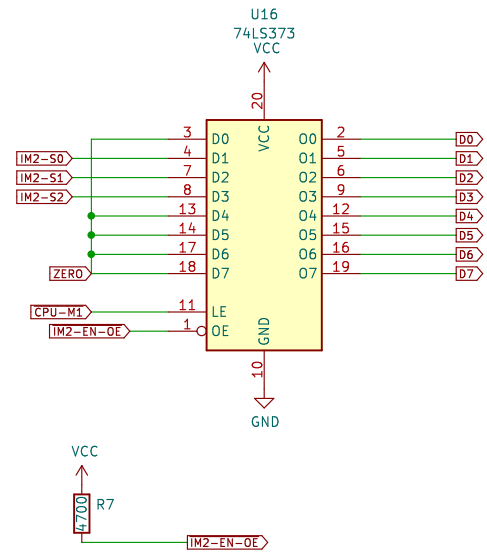 U16
74LS373
VCC
20
VCC
3 D0 O0 2 D0
IM2-S0 4 D1 O1 5 D1
IM2-S1 7 D2 O2 6 D2
IM2-S2 8 D3 O3 9 D3
13 D4 O4 12 D4
14 D5 O5 15 D5
17 D6 O6 16 D6
ZERO 18 D7 O7 19 D7
CPU-M1 11 LE
IM2-EN-OE 1 OE
GND
10
GND
VCC
4700 R7
IM2-EN-OE